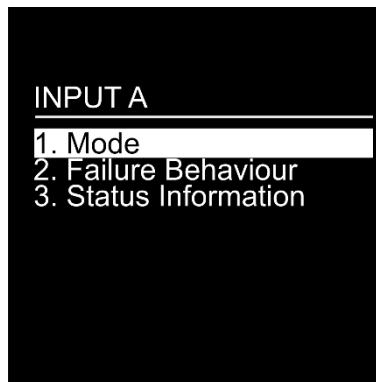 INPUT A
1. Mode
2. Failure Behaviour
3. Status Information